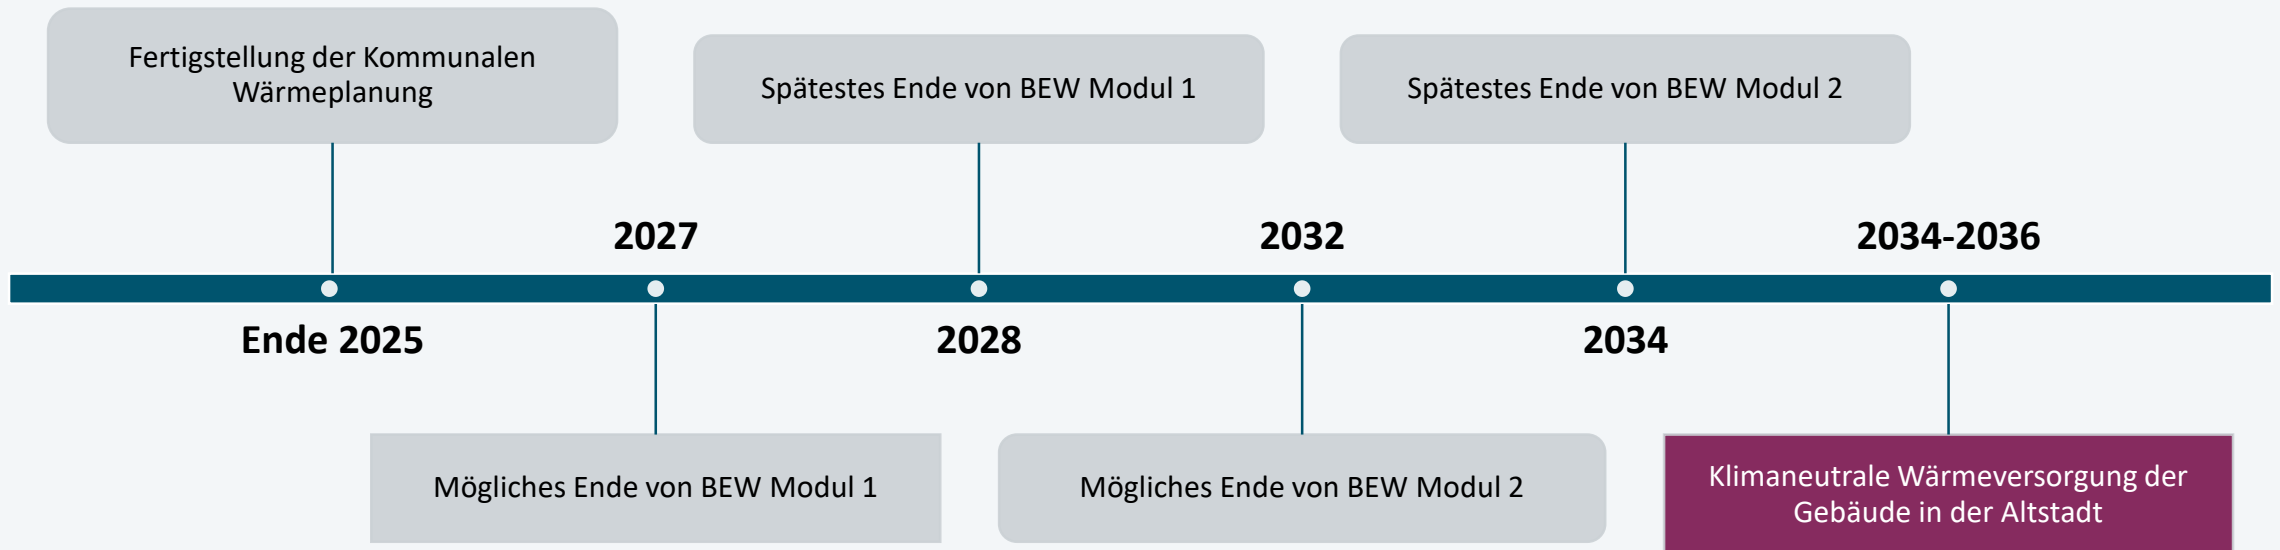 Fertigstellung der Kommunalen
Wärmeplanung
Spätestes Ende von BEW Modul 1
Spätestes Ende von BEW Modul 2
2027
2032
2034-2036
Ende 2025
2028
2034
Mögliches Ende von BEW Modul 1
Mögliches Ende von BEW Modul 2
Klimaneutrale Wärmeversorgung der
Gebäude in der Altstadt